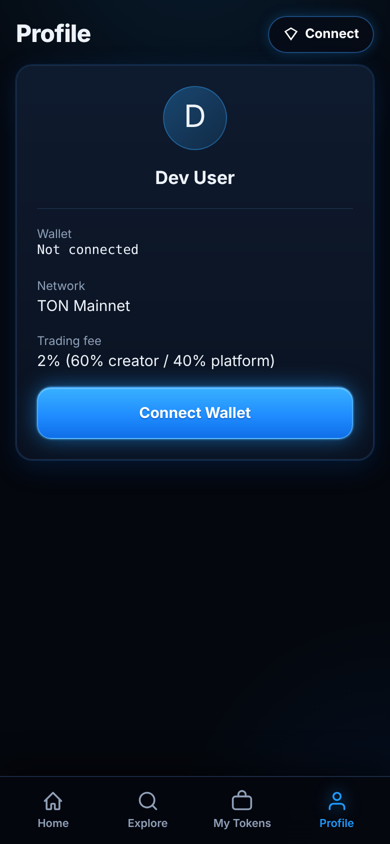 Profile
Connect
D
Dev User
Wallet
Not connected
Network
TON Mainnet
Trading fee
2% (60% creator / 40% platform)
Connect Wallet
Home
Explore
My Tokens
Profile